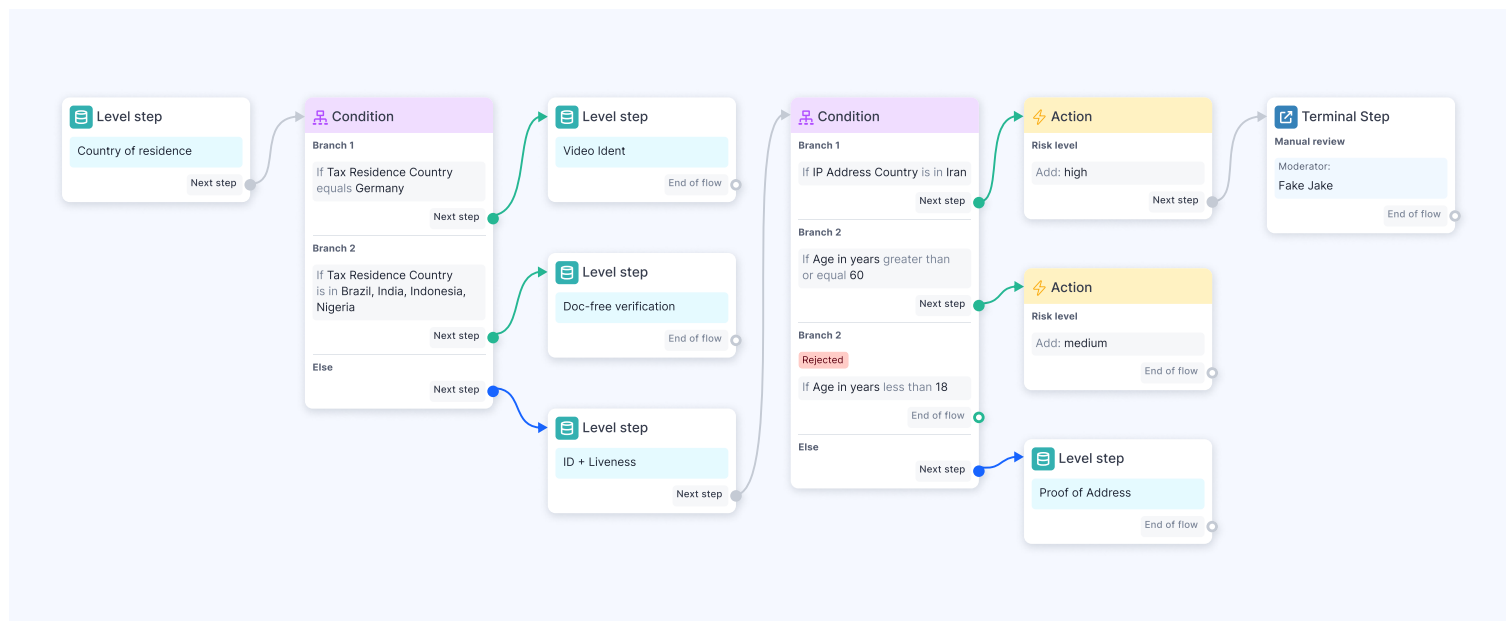 Level step
Country of residence
Next step
Condition
Branch 1
If Tax Residence Country
equals Germany
Next step
Branch 2
If Tax Residence Country
is in Brazil, India, Indonesia,
Nigeria
Next step
Else
Next step
Level step
Video Ident
End of flow
Level step
Doc-free verification
End of flow
Level step
ID + Liveness
Next step
Condition
Branch 1
If IP Address Country is in Iran
Next step
Branch 2
If Age in years greater than
or equal 60
Next step
Branch 2
Rejected
If Age in years less than 18
End of flow
Else
Next step
Action
Risk level
Add: high
Next step
Action
Risk level
Add: medium
End of flow
Level step
Proof of Address
End of flow
Terminal Step
Manual review
Moderator:
Fake Jake
End of flow